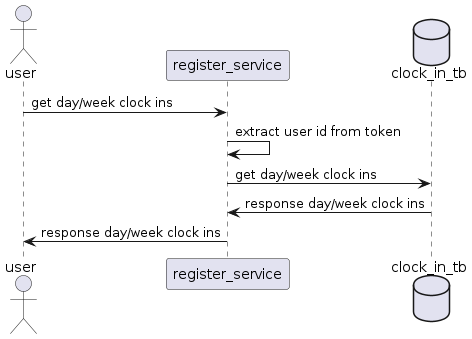 user
register_service
clock_in_tb
get day/week clock ins
extract user id from token
get day/week clock ins
response day/week clock ins
response day/week clock ins
user
register_service
clock_in_tb